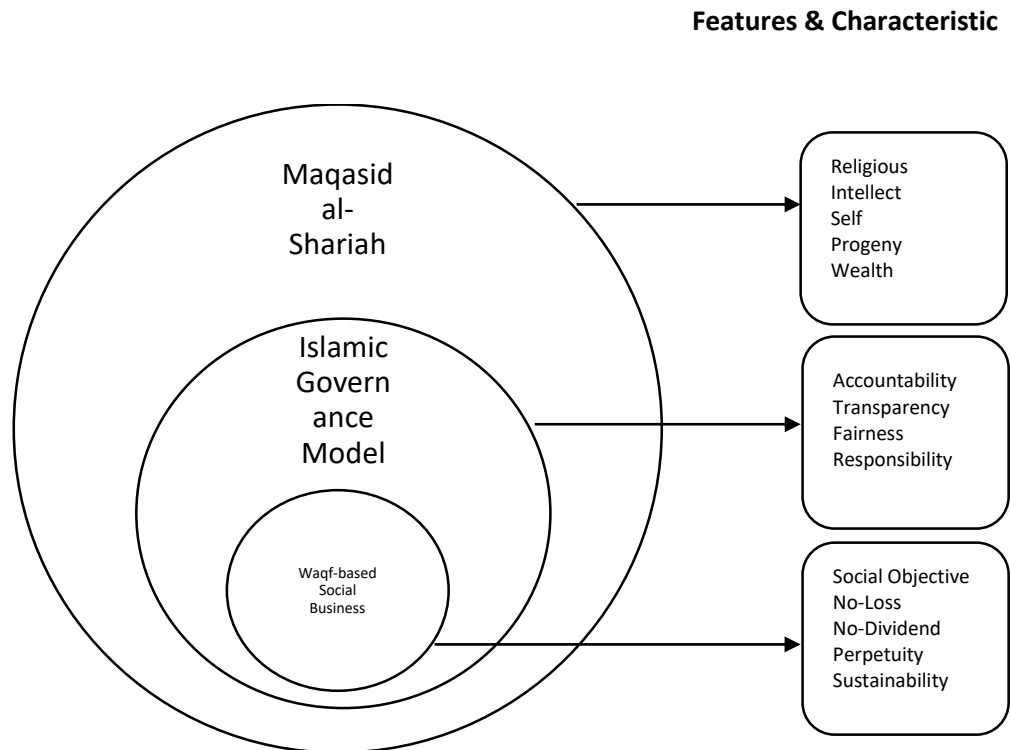 Features & Characteristic
Maqasid
al-
Shariah
Religious
Intellect
Self
Progeny
Wealth
Islamic
Govern
ance
Model
Accountability
Transparency
Fairness
Responsibility
Waqf-based
Social
Business
Social Objective
No-Loss
No-Dividend
Perpetuity
Sustainability